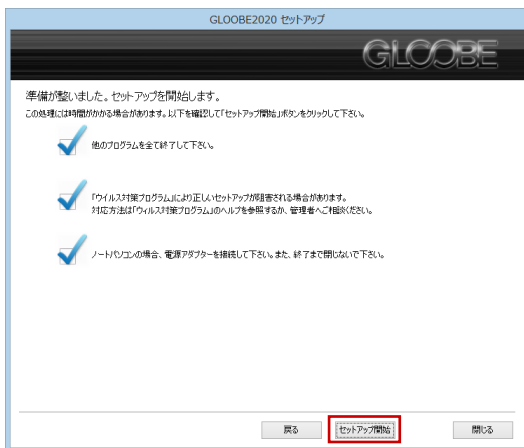 GLOOBE2020 セットアップ
GLOOBE
準備が整いました。セットアップを開始します。
この処理には時間がかかる場合があります。以下を確認して「セットアップ開始」ボタンをクリックして下さい。
他のプログラムを全て終了して下さい。
「ウイルス対策プログラム」により正しいセットアップが阻害される場合があります。
対応方法は「ウィルス対策プログラム」のヘルプを参照するか、管理者へご相談ください。
ノートパソコンの場合、電源アダプターを接続して下さい。また、終了まで閉じないで下さい。
戻る
セットアップ開始
閉じる